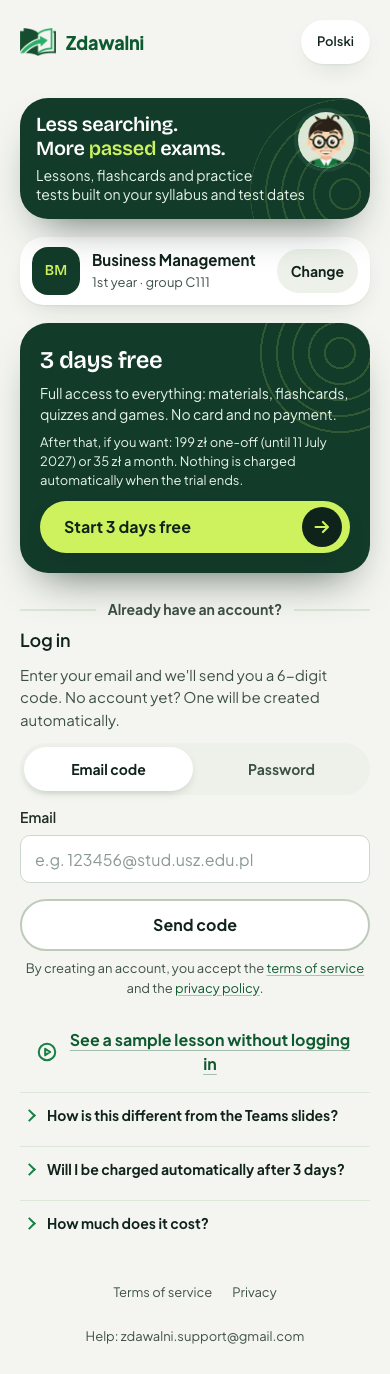 Zdawalni
Polski
Less searching.
More passed exams.
Lessons, flashcards and practice
tests built on your syllabus and test dates
BM
Business Management
1st year · group C111
Change
3 days free
Full access to everything: materials, flashcards,
quizzes and games. No card and no payment.
After that, if you want: 199 zł one-off (until 11 July
2027) or 35 zł a month. Nothing is charged
automatically when the trial ends.
Start 3 days free
Already have an account?
Log in
Enter your email and we'll send you a 6-digit
code. No account yet? One will be created
automatically.
Email code
Password
Email
e.g. 123456@stud.usz.edu.pl
Send code
By creating an account, you accept the terms of service
and the privacy policy.
See a sample lesson without logging
in
How is this different from the Teams slides?
Will I be charged automatically after 3 days?
How much does it cost?
Terms of service
Privacy
Help: zdawalni.support@gmail.com